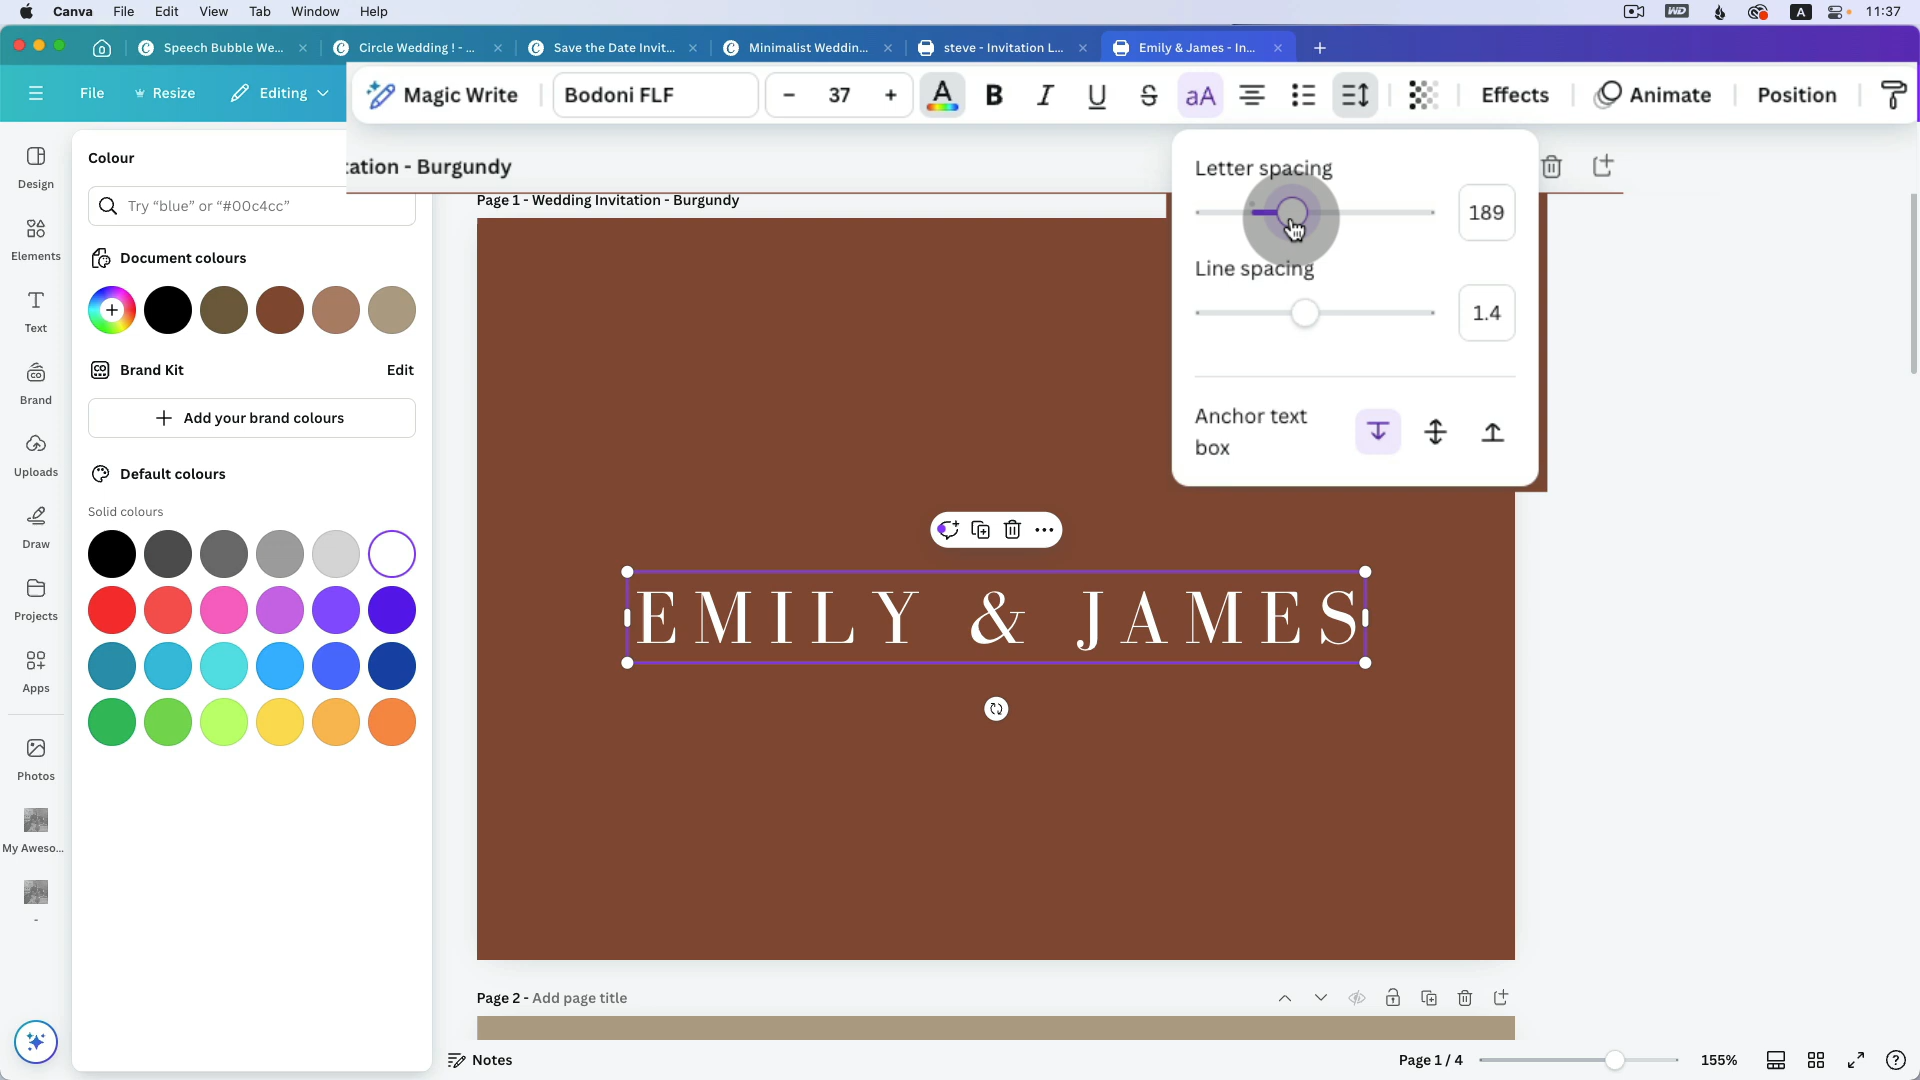 Canva File Edit View Tab Window Help
WD A 11:37
Speech Bubble We... Circle Wedding ! - ... Save the Date Invit... Minimalist Weddin... steve - Invitation L... Emily & James - In...
File Resize Editing
Magic Write Bodoni FLF - 37 + A B I U S aA Effects Animate Position
Design
Elements
Text
Brand
Uploads
Draw
Projects
Apps
Photos
My Aweso...
-
Colour
Try “blue” or “#00c4cc”
Document colours
Brand Kit Edit
Add your brand colours
Default colours
Solid colours
tation - Burgundy
Page 1 - Wedding Invitation - Burgundy
Letter spacing
189
Line spacing
1.4
Anchor text
box
EMILY & JAMES
Page 2 - Add page title
Notes
Page 1 / 4 155%